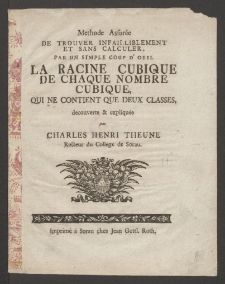 Methode Assurée
DE TROUVER INFAILLIBLEMENT
ET SANS CALCULER,
PAR UN SIMPLE COUP D'OEIL
LA RACINE CUBIQUE
DE CHAQUE NOMBRE
CUBIQUE,
QUI NE CONTIENT QUE DEUX CLASSES,
decouverte & expliquée
par
CHARLES HENRI THEUNE
Recteur du College de Sorau.
Imprimé à Sorau chez Jean Gottl. Roth.